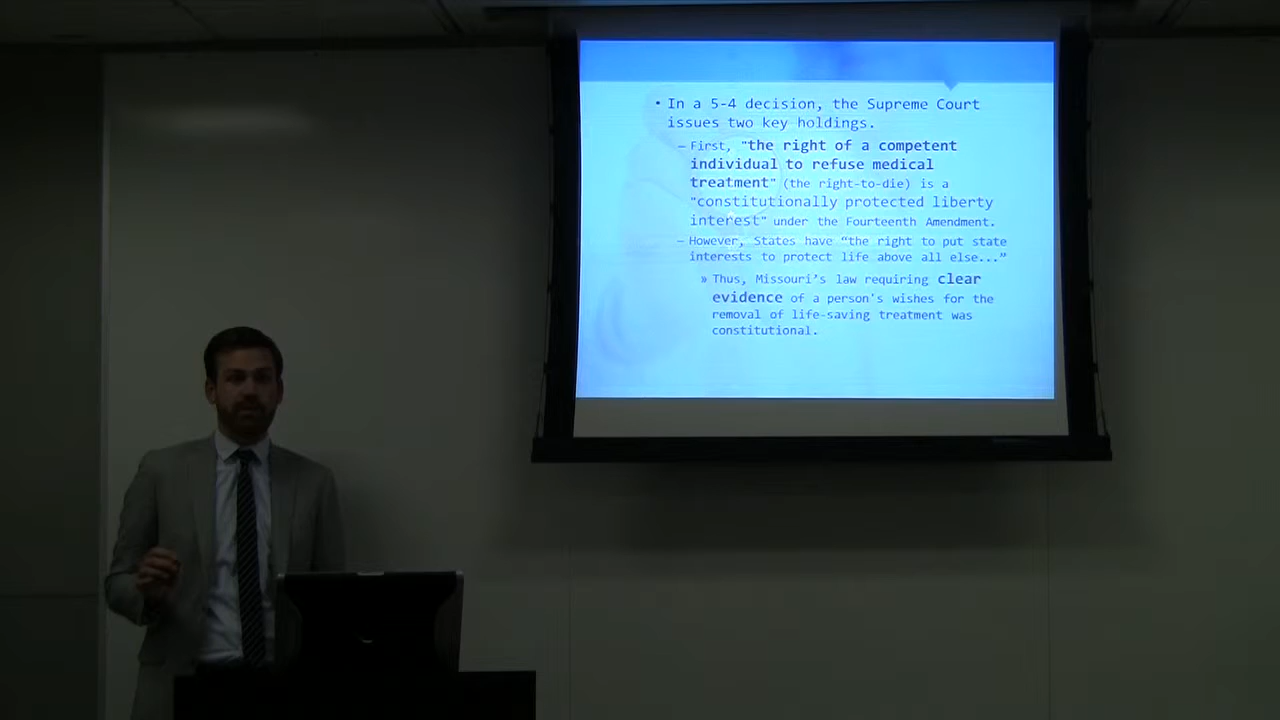 • In a 5-4 decision, the Supreme Court
issues two key holdings.
– First, "the right of a competent
individual to refuse medical
treatment" (the right-to-die) is a
"constitutionally protected liberty
interest" under the Fourteenth Amendment.
– However, States have “the right to put state
interests to protect life above all else...”
» Thus, Missouri’s law requiring clear
evidence of a person's wishes for the
removal of life-saving treatment was
constitutional.